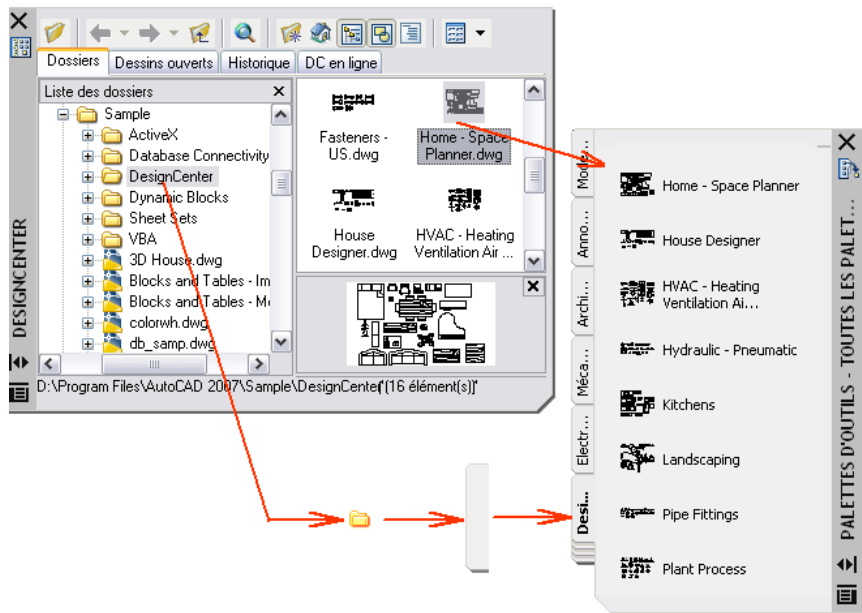 Dossiers Dessins ouverts Historique DC en ligne
Liste des dossiers
Sample
ActiveX
Database Connectivity
DesignCenter
Dynamic Blocks
Sheet Sets
VBA
3D House.dwg
Blocks and Tables - Im
Blocks and Tables - Me
colorwh.dwg
db_samp.dwg
Fasteners -
US.dwg
Home - Space
Planner.dwg
House
Designer.dwg
HVAC - Heating
Ventilation Air ...
D:\Program Files\AutoCAD 2007\Sample\DesignCenter (16 élément(s))
DESIGNCENTER
Mode...
Anno...
Archi...
Méca...
Electr...
Desi...
Home - Space Planner
House Designer
HVAC - Heating
Ventilation Ai...
Hydraulic - Pneumatic
Kitchens
Landscaping
Pipe Fittings
Plant Process
PALETTES D'OUTILS - TOUTES LES PALET...